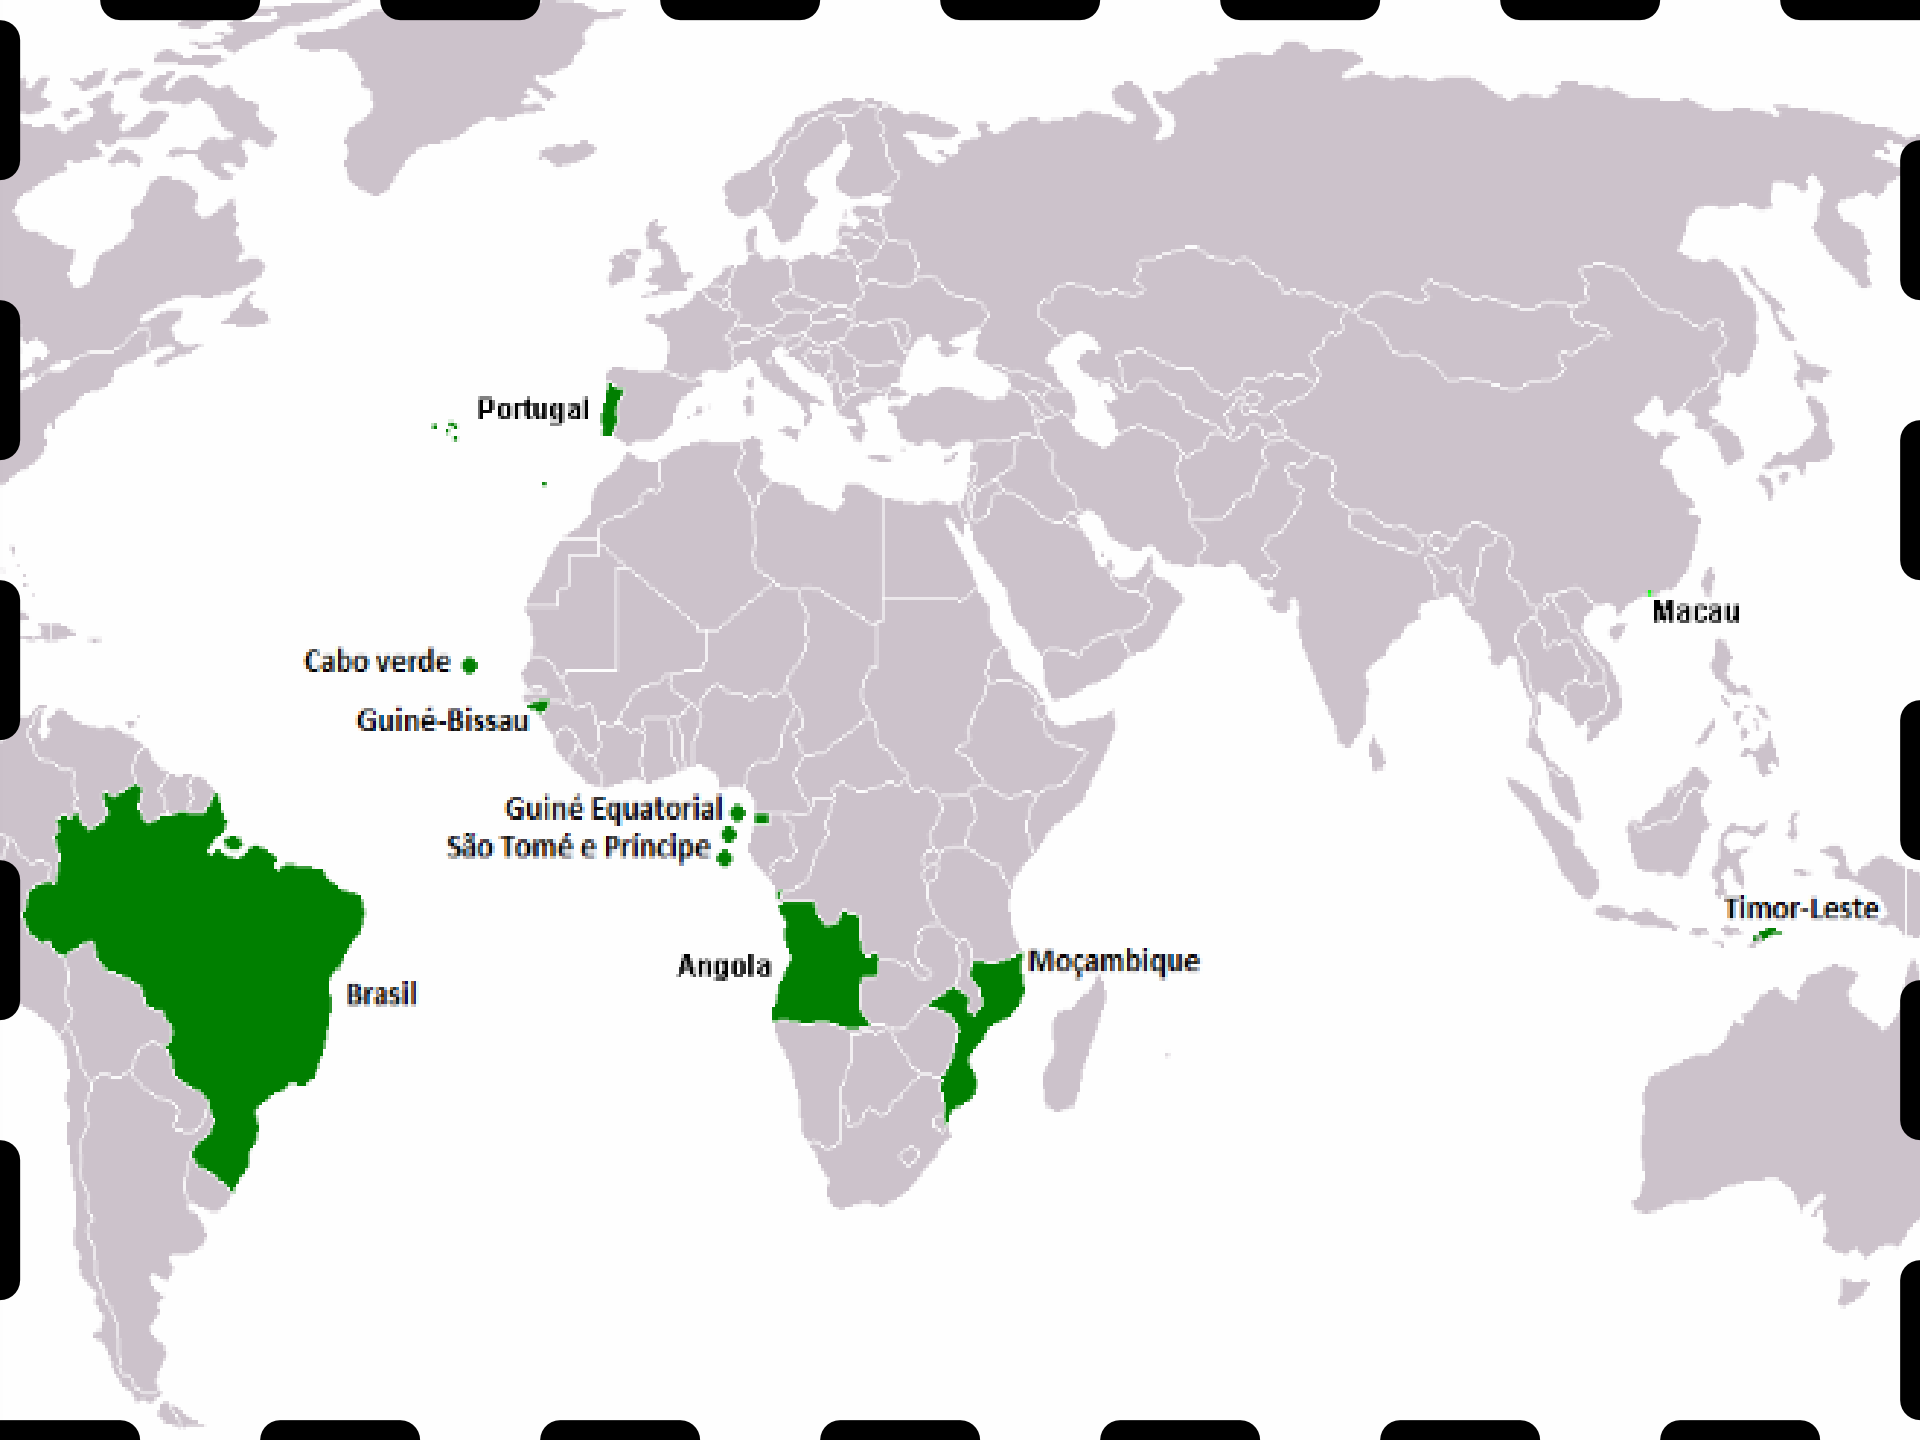 Portugal
Macau
Cabo verde
Guiné-Bissau
Guiné Equatorial
São Tomé e Príncipe
Timor-Leste
Angola
Moçambique
Brasil